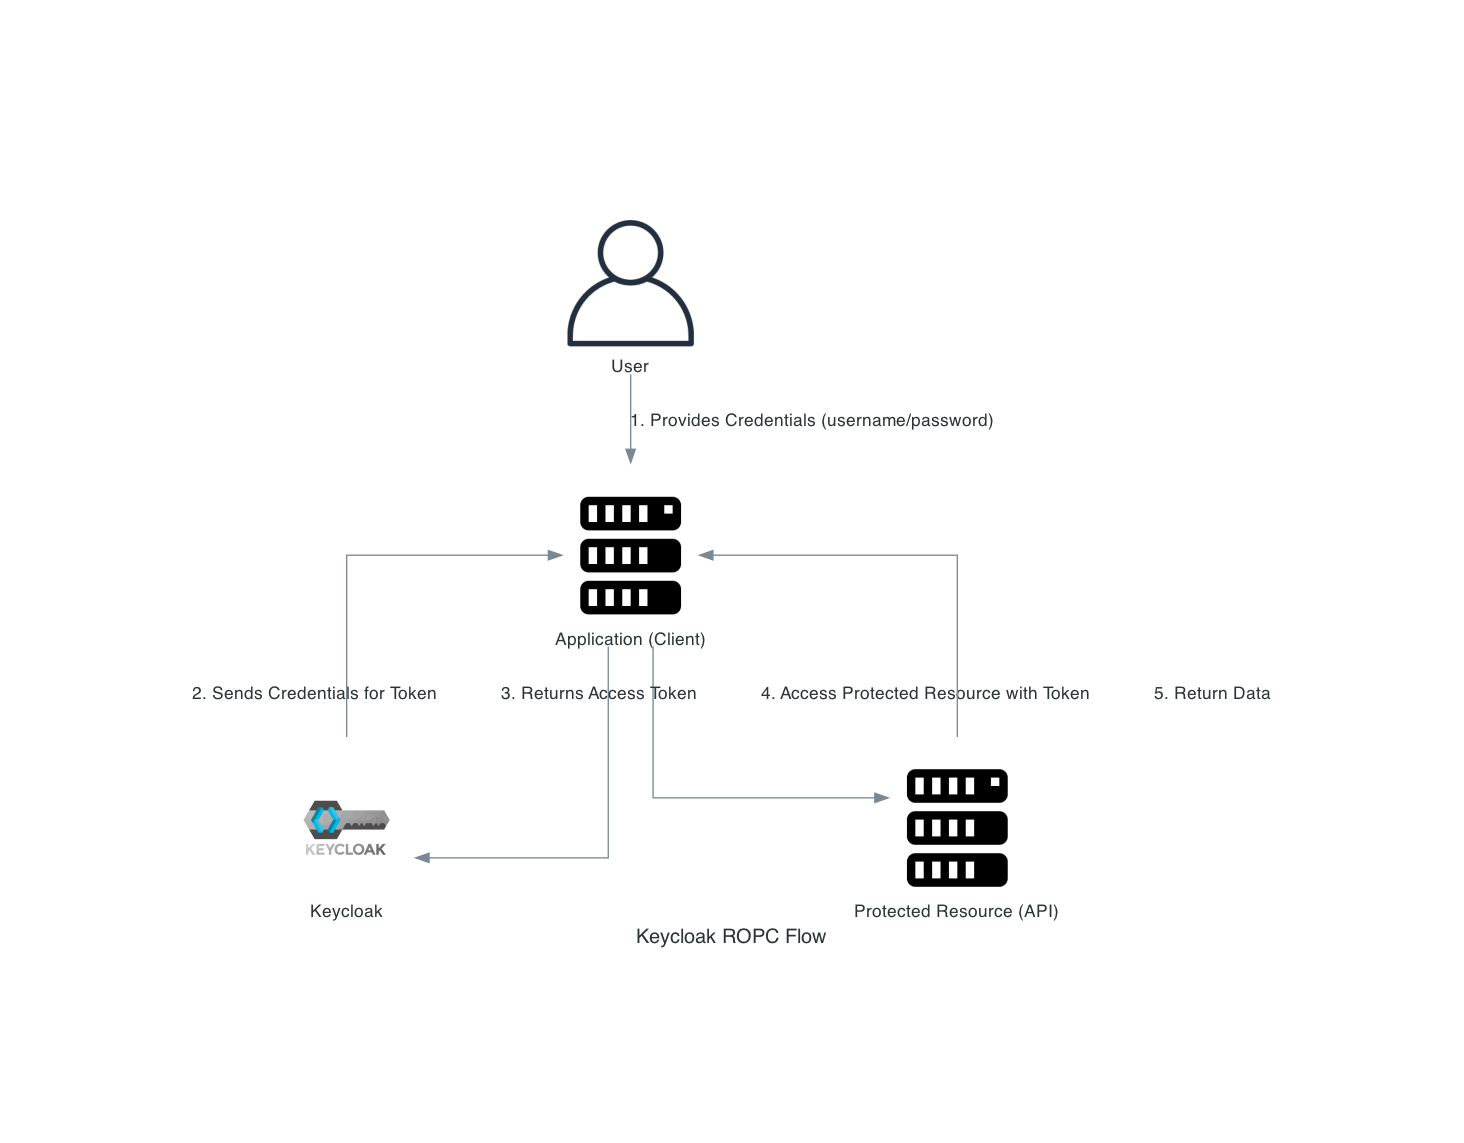 User
1. Provides Credentials (username/password)
Application (Client)
2. Sends Credentials for Token
3. Returns Access Token
4. Access Protected Resource with Token
5. Return Data
KEYCLOAK
Keycloak
Protected Resource (API)
Keycloak ROPC Flow